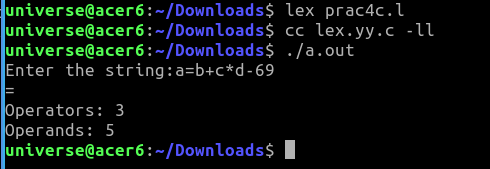 universe@acer6:~/Downloads$ lex prac4c.l
universe@acer6:~/Downloads$ cc lex.yy.c -ll
universe@acer6:~/Downloads$ ./a.out
Enter the string:a=b+c*d-69
=
Operators: 3
Operands: 5
universe@acer6:~/Downloads$